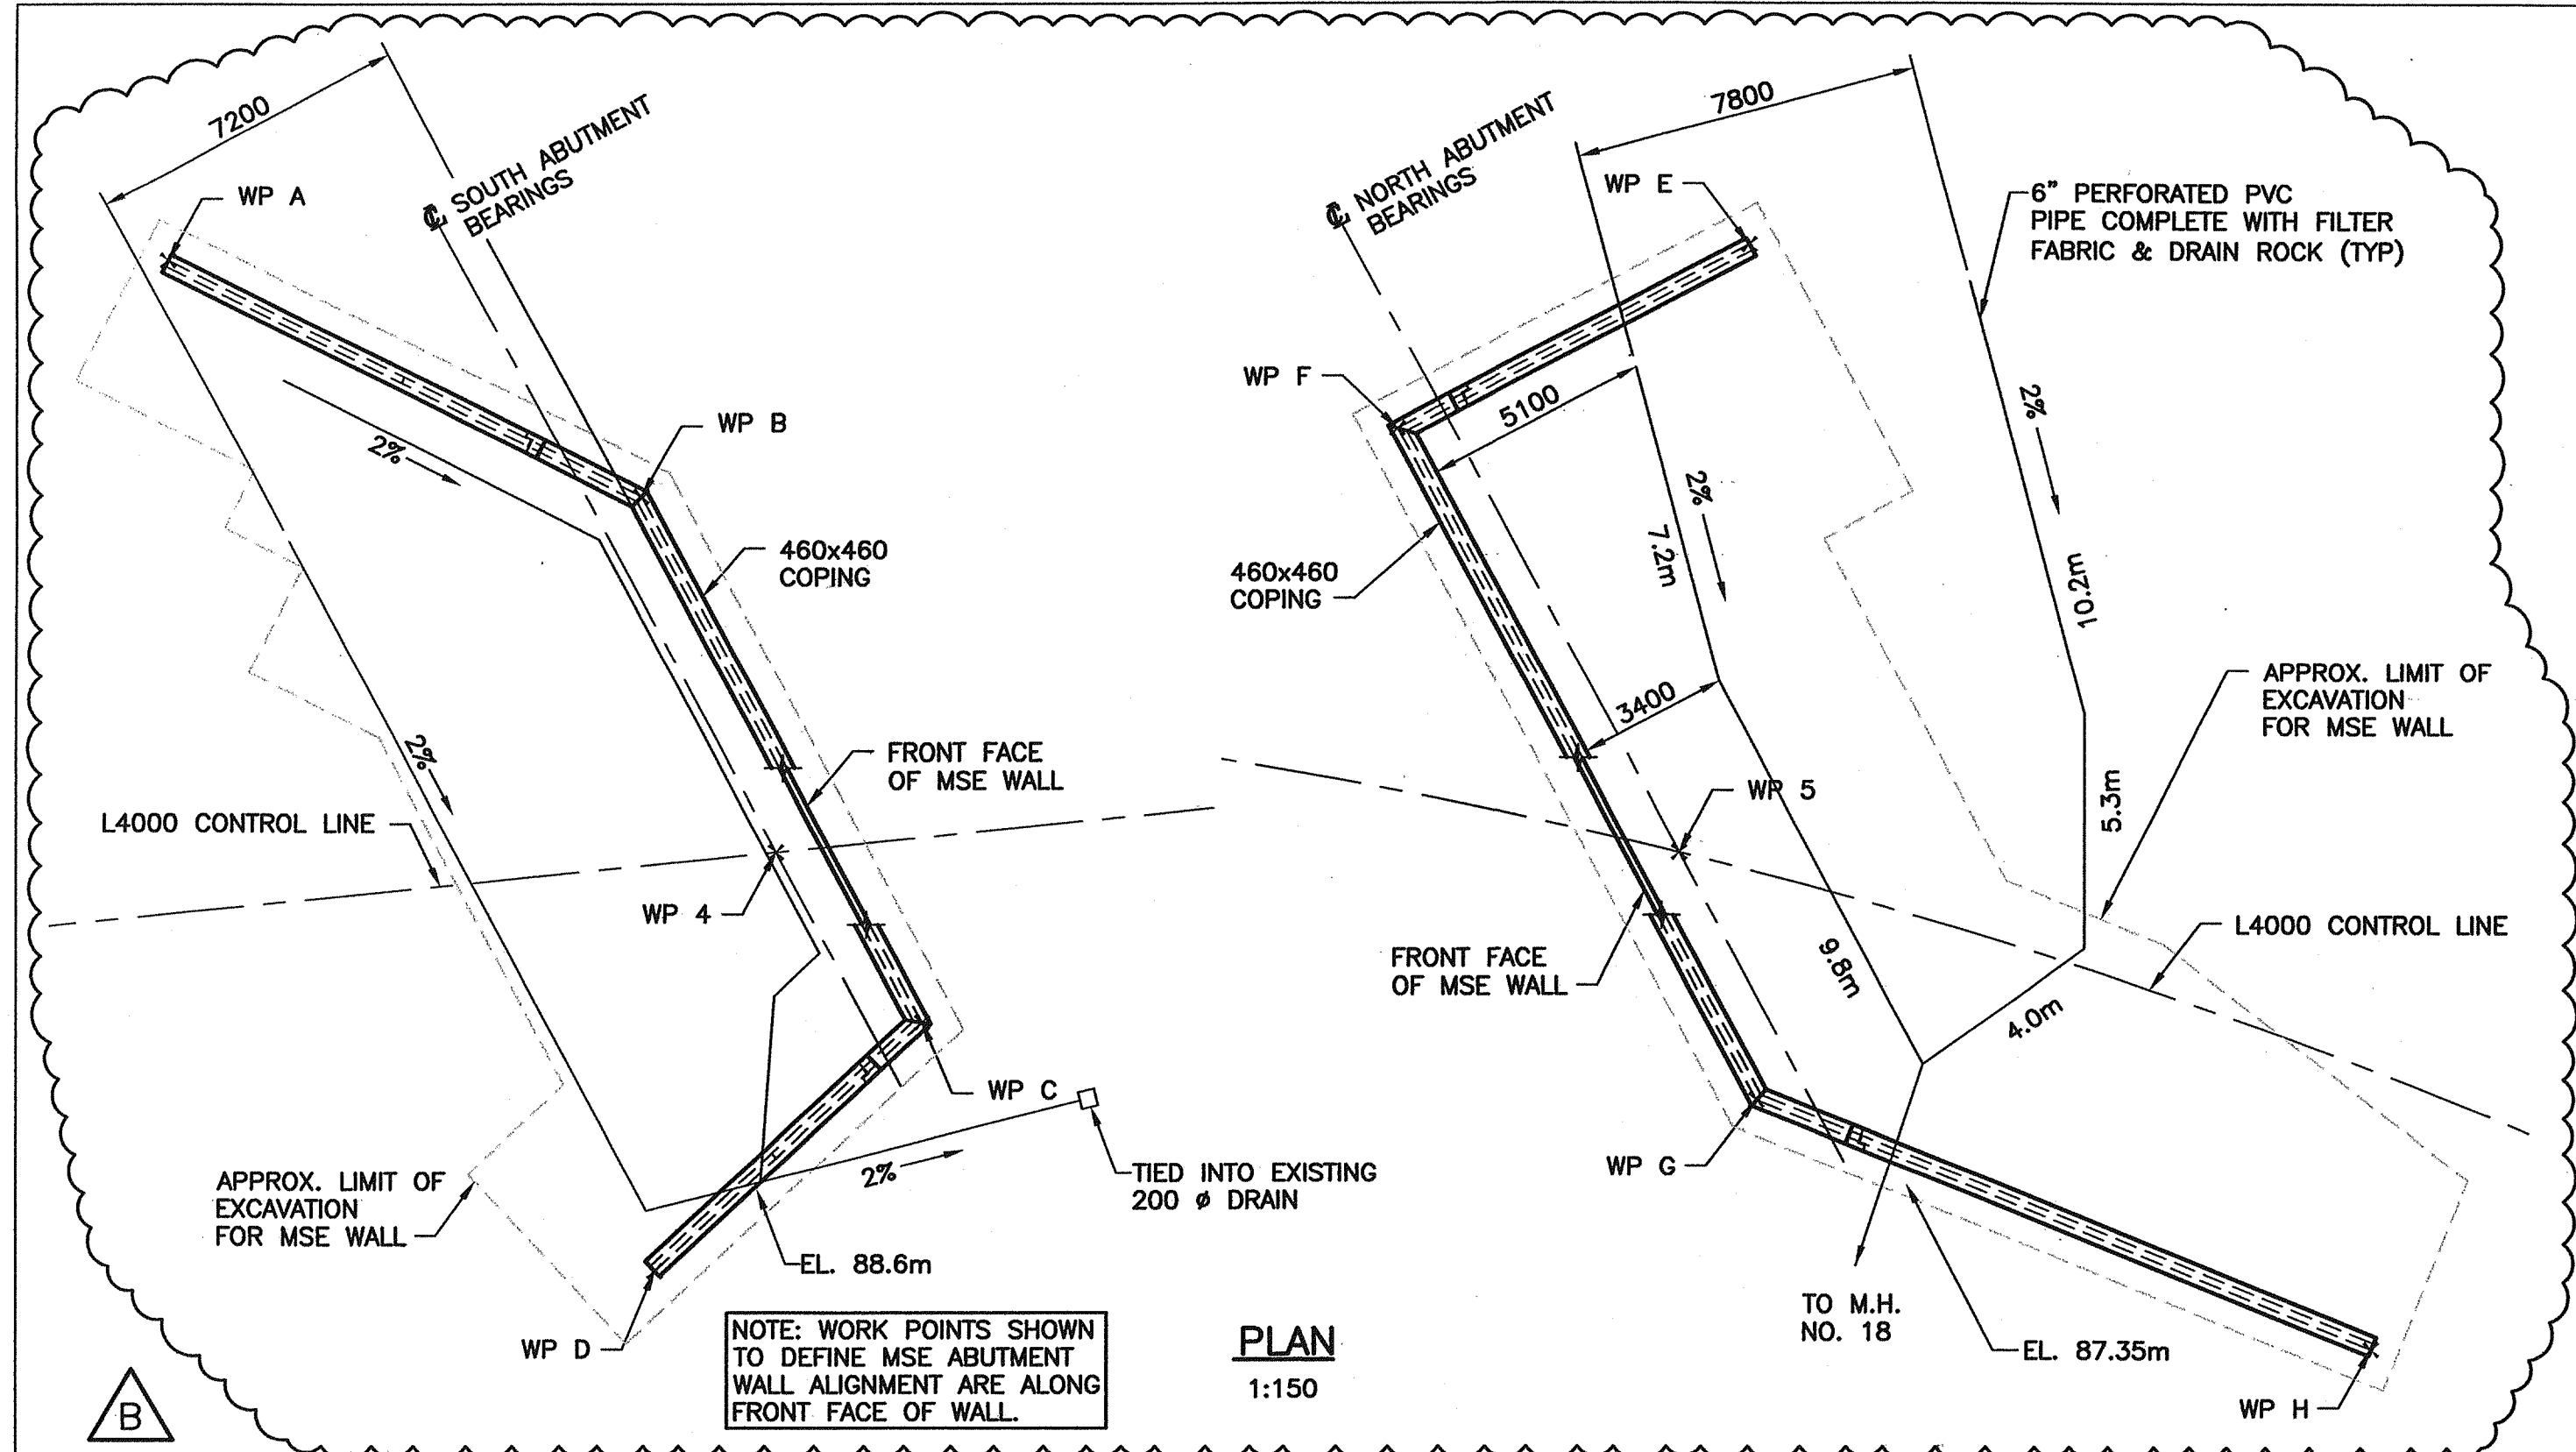 7200
WP A
℄ SOUTH ABUTMENT
BEARINGS
WP B
2%
460x460
COPING
2%
FRONT FACE
OF MSE WALL
L4000 CONTROL LINE
WP 4
WP C
2%
TIED INTO EXISTING
200 ø DRAIN
APPROX. LIMIT OF
EXCAVATION
FOR MSE WALL
EL. 88.6m
WP D
7800
℄ NORTH ABUTMENT
BEARINGS
WP E
6" PERFORATED PVC
PIPE COMPLETE WITH FILTER
FABRIC & DRAIN ROCK (TYP)
WP F
5100
2%
2%
7.2m
10.2m
460x460
COPING
3400
APPROX. LIMIT OF
EXCAVATION
FOR MSE WALL
WP 5
5.3m
L4000 CONTROL LINE
FRONT FACE
OF MSE WALL
9.8m
4.0m
WP G
TO M.H.
NO. 18
EL. 87.35m
WP H
NOTE: WORK POINTS SHOWN
TO DEFINE MSE ABUTMENT
WALL ALIGNMENT ARE ALONG
FRONT FACE OF WALL.
PLAN
1:150
B